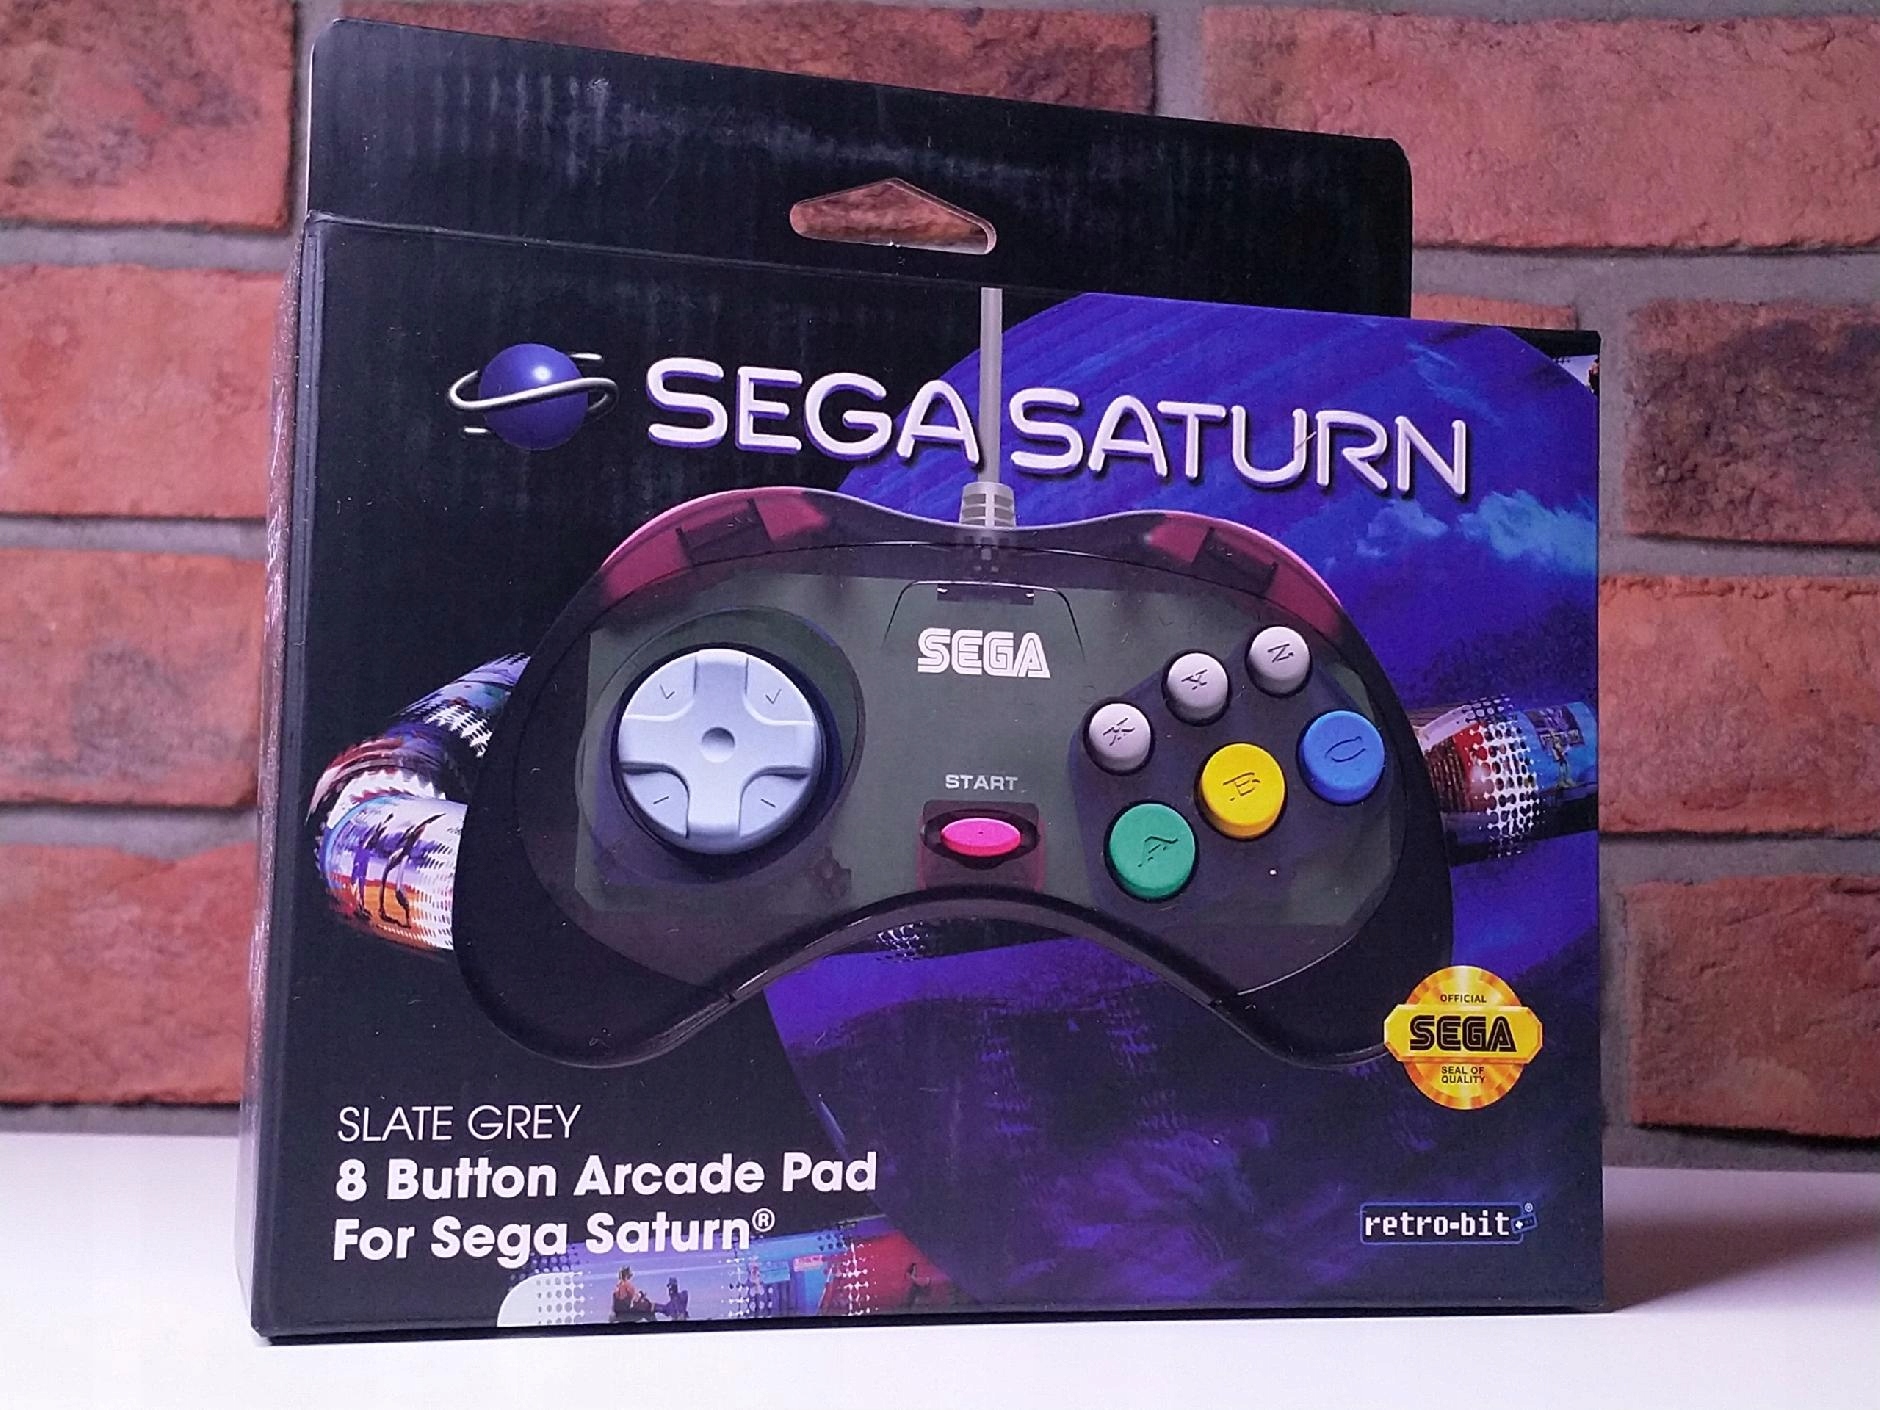 SEGA SATURN
SEGA
START
X
Y
Z
A
B
C
OFFICIAL
SEGA
SEAL OF
QUALITY
SLATE GREY
8 Button Arcade Pad
For Sega Saturn®
retro-bit®